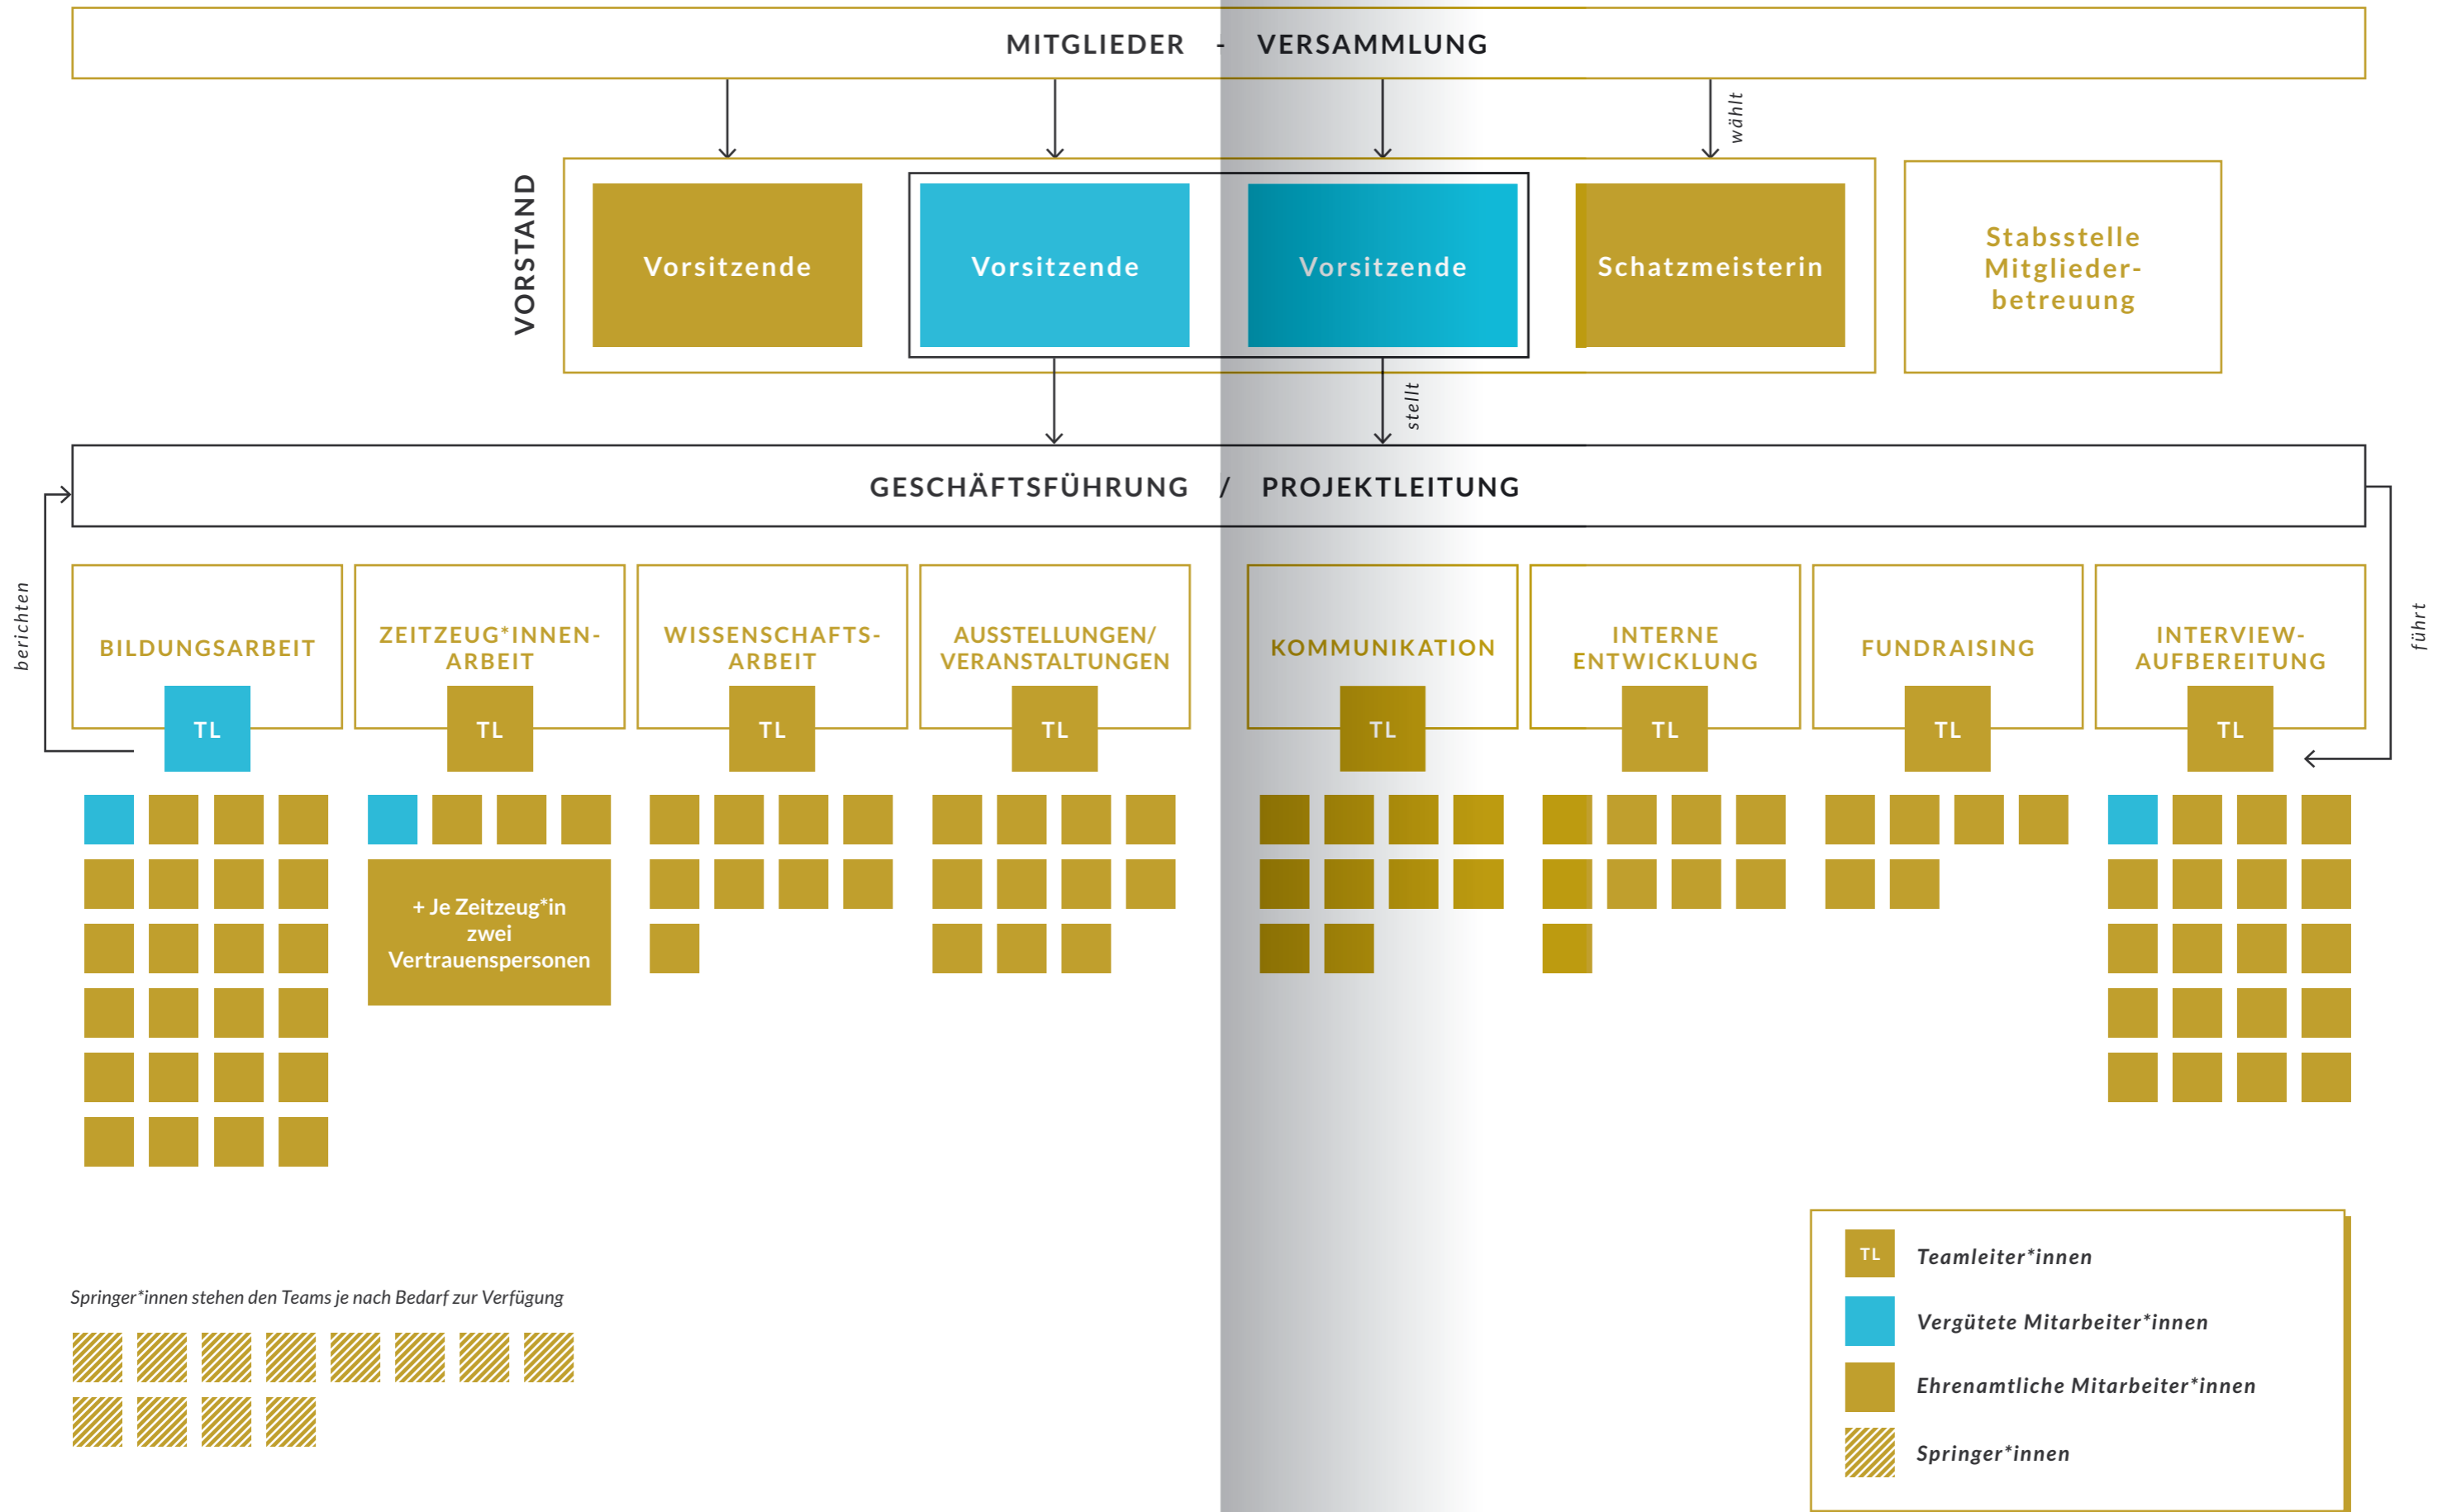 MITGLIEDER - VERSAMMLUNG
wählt
VORSTAND
Vorsitzende
Vorsitzende
Vorsitzende
Schatzmeisterin
Stabsstelle
Mitglieder-
betreuung
stellt
GESCHÄFTSFÜHRUNG / PROJEKTLEITUNG
berichten
führt
BILDUNGSARBEIT
TL
ZEITZEUG*INNEN-
ARBEIT
TL
WISSENSCHAFTS-
ARBEIT
TL
AUSSTELLUNGEN/
VERANSTALTUNGEN
TL
KOMMUNIKATION
TL
INTERNE
ENTWICKLUNG
TL
FUNDRAISING
TL
INTERVIEW-
AUFBEREITUNG
TL
+ Je Zeitzeug*in
zwei
Vertrauenspersonen
Springer*innen stehen den Teams je nach Bedarf zur Verfügung
TL Teamleiter*innen
Vergütete Mitarbeiter*innen
Ehrenamtliche Mitarbeiter*innen
Springer*innen